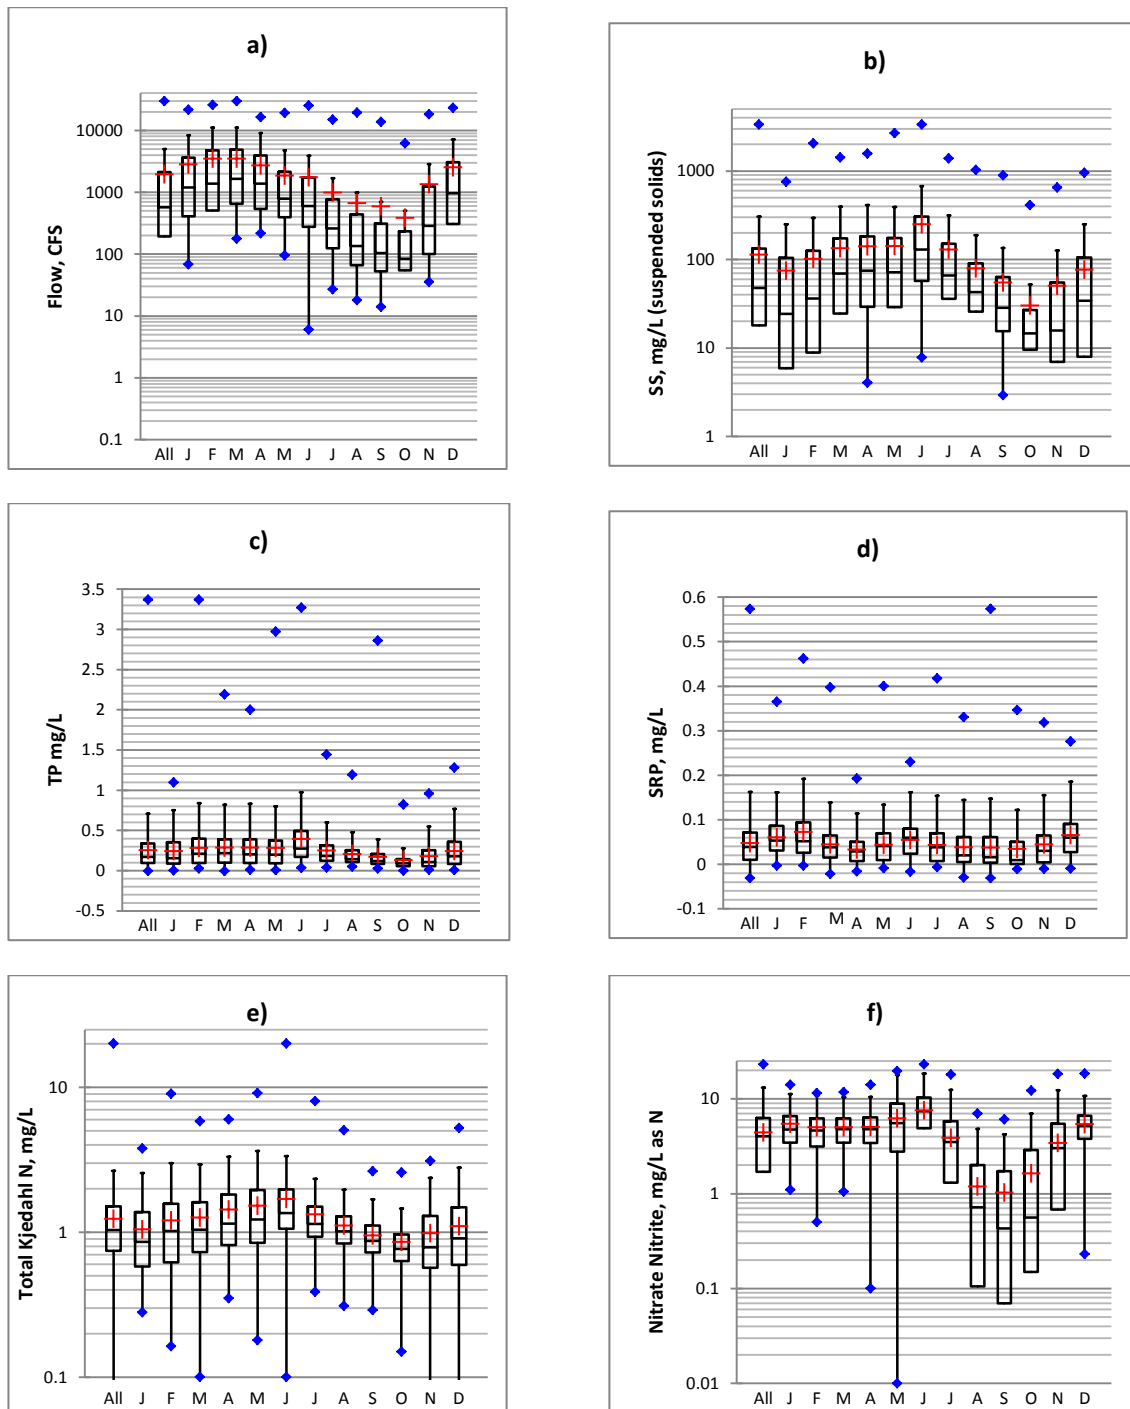 a)
Flow, CFS
10000
1000
100
10
1
0.1
All J F M A M J J A S O N D
b)
SS, mg/L (suspended solids)
1000
100
10
1
All J F M A M J J A S O N D
c)
TP mg/L
3.5
3
2.5
2
1.5
1
0.5
0
-0.5
All J F M A M J J A S O N D
d)
SRP, mg/L
0.6
0.5
0.4
0.3
0.2
0.1
0
-0.1
All J F M A M J J A S O N D
e)
Total Kjedahl N, mg/L
10
1
0.1
All J F M A M J J A S O N D
f)
Nitrate Nitrite, mg/L as N
10
1
0.1
0.01
All J F M A M J J A S O N D